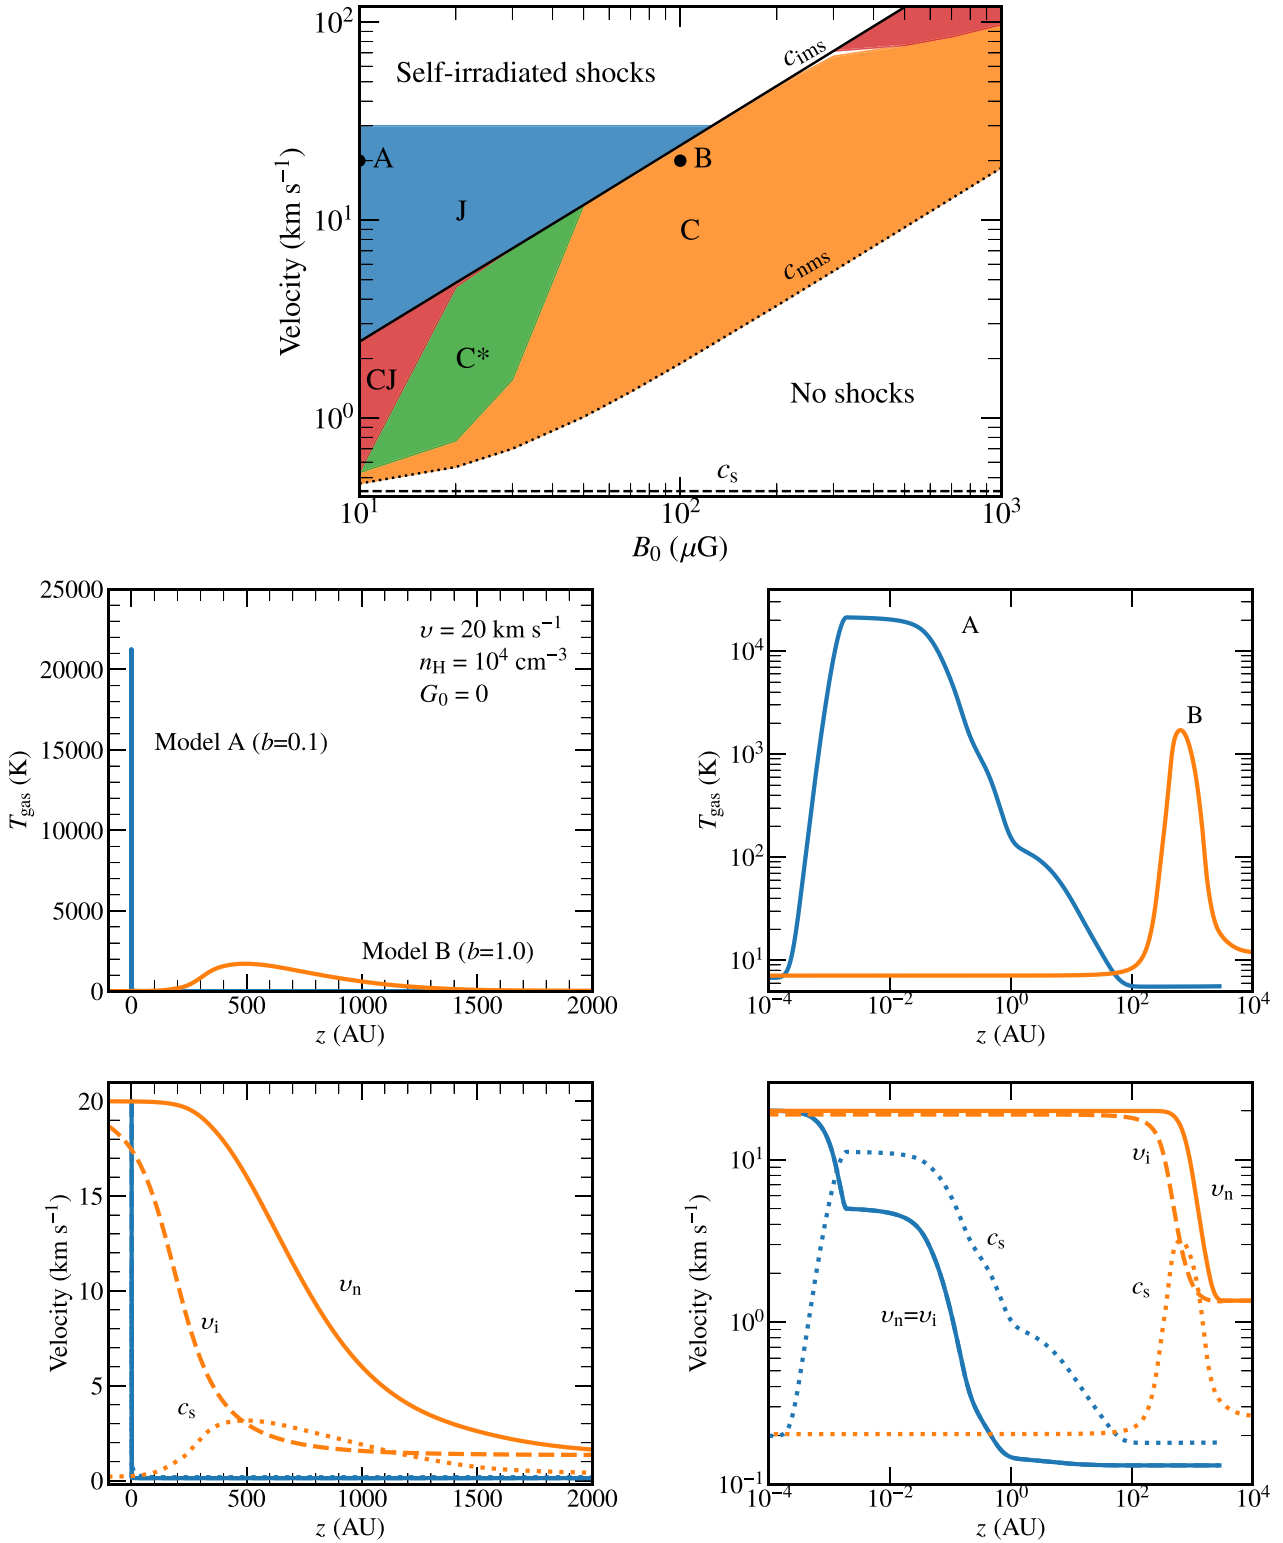 Velocity (km s⁻¹)
10²
10¹
10⁰
Self-irradiated shocks
c_ims
A
B
J
C
c_nms
C*
CJ
No shocks
c_s
10¹
10²
10³
B₀ (μG)
T_gas (K)
25000
20000
15000
10000
5000
0
υ = 20 km s⁻¹
n_H = 10⁴ cm⁻³
G₀ = 0
Model A (b=0.1)
Model B (b=1.0)
0
500
1000
1500
2000
z (AU)
T_gas (K)
10⁴
10³
10²
10¹
A
B
10⁻⁴
10⁻²
10⁰
10²
10⁴
z (AU)
Velocity (km s⁻¹)
20
15
10
5
0
υ_n
υ_i
c_s
0
500
1000
1500
2000
z (AU)
Velocity (km s⁻¹)
10¹
10⁰
10⁻¹
υ_i
υ_n
c_s
c_s
υ_n=υ_i
10⁻⁴
10⁻²
10⁰
10²
10⁴
z (AU)